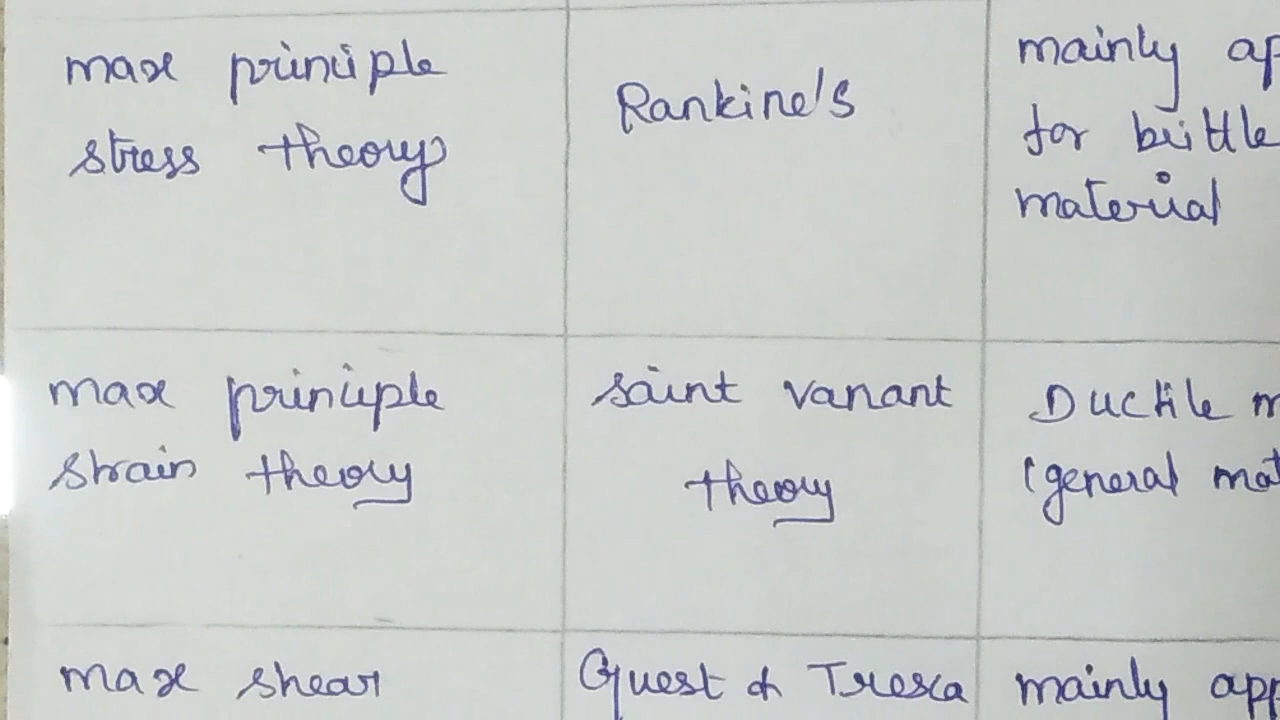 max principle
stress theory
Rankine's
mainly ap
for brittle
material
max principle
strain theory
saint vanant
theory
Ductile m
(general mat
max shear
Guest & Tresca
mainly app